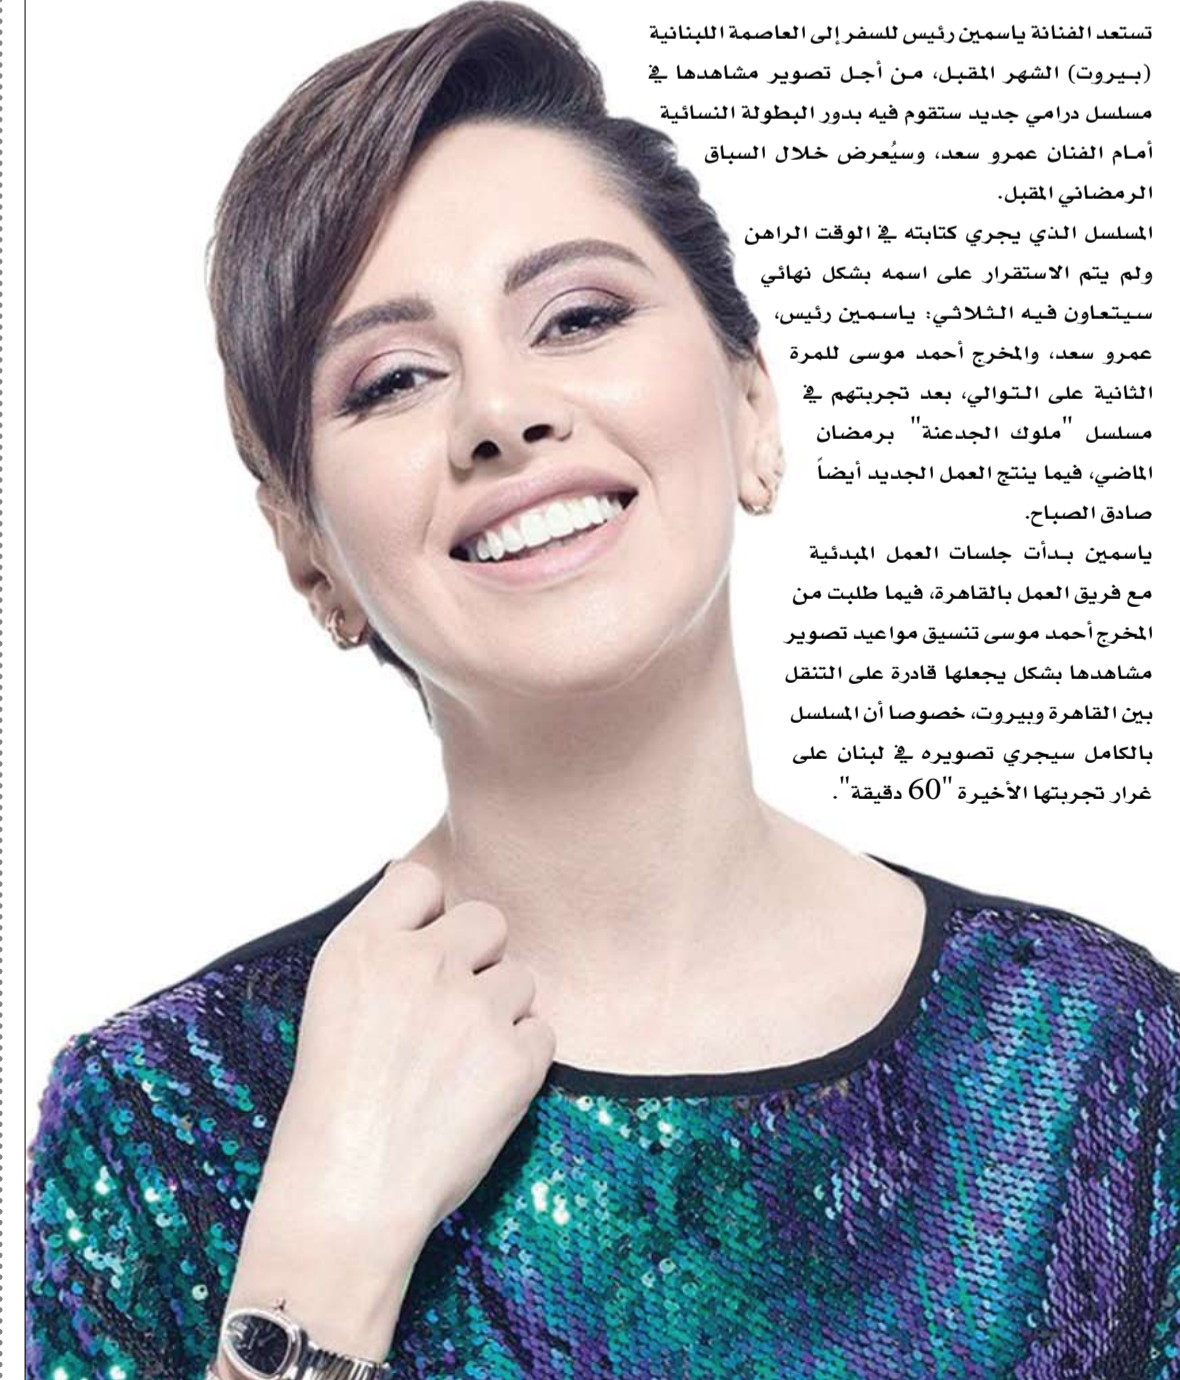 تستعد الفنانة ياسمين رئيس للسفر إلى العاصمة اللبنانية
(بيروت) الشهر المقبل، من أجل تصوير مشاهدها في
مسلسل درامي جديد ستقوم فيه بدور البطولة النسائية
أمام الفنان عمرو سعد، وسيُعرض خلال السباق
الرمضاني المقبل.
المسلسل الذي يجري كتابته في الوقت الراهن
ولم يتم الاستقرار على اسمه بشكل نهائي
سيتعاون فيه الثلاثي: ياسمين رئيس،
عمرو سعد، والمخرج أحمد موسى للمرة
الثانية على التوالي، بعد تجربتهم في
مسلسل "ملوك الجدعنة" برمضان
الماضي، فيما ينتج العمل الجديد أيضاً
صادق الصباح.
ياسمين بدأت جلسات العمل المبدئية
مع فريق العمل بالقاهرة، فيما طلبت من
المخرج أحمد موسى تنسيق مواعيد تصوير
مشاهدها بشكل يجعلها قادرة على التنقل
بين القاهرة وبيروت، خصوصا أن المسلسل
بالكامل سيجري تصويره في لبنان على
غرار تجربتها الأخيرة "60 دقيقة".